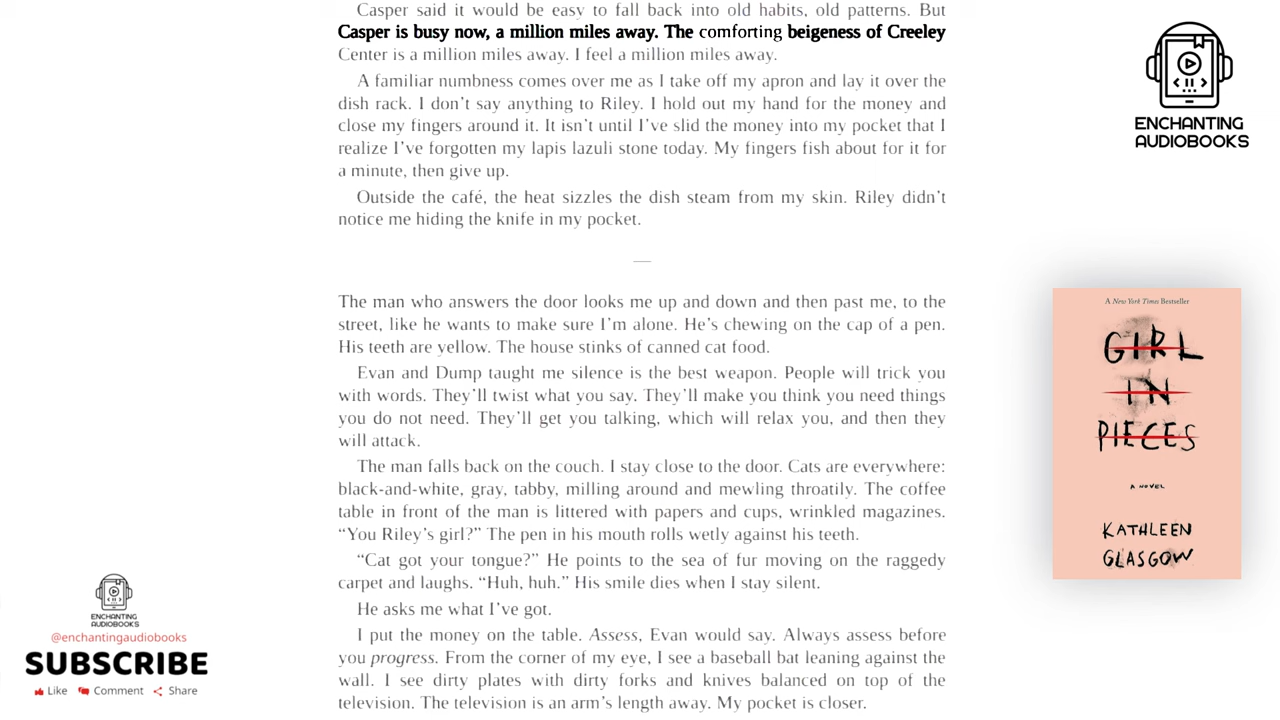 Casper said it would be easy to fall back into old habits, old patterns. But
Casper is busy now, a million miles away. The comforting beigeness of Creeley
Center is a million miles away. I feel a million miles away.
A familiar numbness comes over me as I take off my apron and lay it over the
dish rack. I don’t say anything to Riley. I hold out my hand for the money and
close my fingers around it. It isn’t until I’ve slid the money into my pocket that I
realize I’ve forgotten my lapis lazuli stone today. My fingers fish about for it for
a minute, then give up.
Outside the café, the heat sizzles the dish steam from my skin. Riley didn’t
notice me hiding the knife in my pocket.
—
The man who answers the door looks me up and down and then past me, to the
street, like he wants to make sure I’m alone. He’s chewing on the cap of a pen.
His teeth are yellow. The house stinks of canned cat food.
Evan and Dump taught me silence is the best weapon. People will trick you
with words. They’ll twist what you say. They’ll make you think you need things
you do not need. They’ll get you talking, which will relax you, and then they
will attack.
The man falls back on the couch. I stay close to the door. Cats are everywhere:
black-and-white, gray, tabby, milling around and mewling throatily. The coffee
table in front of the man is littered with papers and cups, wrinkled magazines.
“You Riley’s girl?” The pen in his mouth rolls wetly against his teeth.
“Cat got your tongue?” He points to the sea of fur moving on the raggedy
carpet and laughs. “Huh, huh.” His smile dies when I stay silent.
He asks me what I’ve got.
I put the money on the table. Assess, Evan would say. Always assess before
you progress. From the corner of my eye, I see a baseball bat leaning against the
wall. I see dirty plates with dirty forks and knives balanced on top of the
television. The television is an arm’s length away. My pocket is closer.
ENCHANTING
AUDIOBOOKS
A New York Times Bestseller
GIRL
IN
PIECES
A NOVEL
KATHLEEN
GLASGOW
ENCHANTING
AUDIOBOOKS
@enchantingaudiobooks
SUBSCRIBE
Like Comment Share